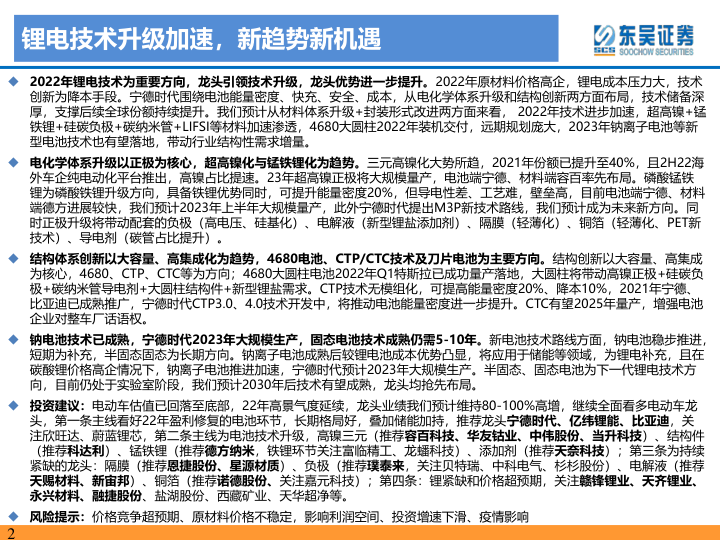 锂电技术升级加速，新趋势新机遇
东吴证券
SCS
SOOCHOW SECURITIES
◆ 2022年锂电技术为重要方向，龙头引领技术升级，龙头优势进一步提升。2022年原材料价格高企，锂电成本压力大，技术
创新为降本手段。宁德时代围绕电池能量密度、快充、安全、成本，从电化学体系升级和结构创新两方面布局，技术储备深
厚，支撑后续全球份额持续提升。我们预计从材料体系升级+封装形式改进两方面来看， 2022年技术进步加速，超高镍+锰
铁锂+硅碳负极+碳纳米管+LIFSI等材料加速渗透，4680大圆柱2022年装机交付，远期规划庞大，2023年钠离子电池等新
型电池技术也有望落地，带动行业结构性需求增量。
◆ 电化学体系升级以正极为核心，超高镍化与锰铁锂化为趋势。三元高镍化大势所趋，2021年份额已提升至40%，且2H22海
外车企纯电动化平台推出，高镍占比提速。23年超高镍正极将大规模量产，电池端宁德、材料端容百率先布局。磷酸锰铁
锂为磷酸铁锂升级方向，具备铁锂优势同时，可提升能量密度20%，但导电性差、工艺难，壁垒高，目前电池端宁德、材料
端德方进展较快，我们预计2023年上半年大规模量产，此外宁德时代提出M3P新技术路线，我们预计成为未来新方向。同
时正极升级将带动配套的负极（高电压、硅基化）、电解液（新型锂盐添加剂）、隔膜（轻薄化）、铜箔（轻薄化、PET新
技术）、导电剂（碳管占比提升）。
◆ 结构体系创新以大容量、高集成化为趋势，4680电池、CTP/CTC技术及刀片电池为主要方向。结构创新以大容量、高集成
为核心，4680、CTP、CTC等为方向；4680大圆柱电池2022年Q1特斯拉已成功量产落地，大圆柱将带动高镍正极+硅碳负
极+碳纳米管导电剂+大圆柱结构件+新型锂盐需求。CTP技术无模组化，可提高能量密度20%、降本10%，2021年宁德、
比亚迪已成熟推广，宁德时代CTP3.0、4.0技术开发中，将推动电池能量密度进一步提升。CTC有望2025年量产，增强电池
企业对整车厂话语权。
◆ 钠电池技术已成熟，宁德时代2023年大规模生产，固态电池技术成熟仍需5-10年。新电池技术路线方面，钠电池稳步推进，
短期为补充，半固态固态为长期方向。钠离子电池成熟后较锂电池成本优势凸显，将应用于储能等领域，为锂电补充，且在
碳酸锂价格高企情况下，钠离子电池推进加速，宁德时代预计2023年大规模生产。半固态、固态电池为下一代锂电技术方
向，目前仍处于实验室阶段，我们预计2030年后技术有望成熟，龙头均抢先布局。
◆ 投资建议：电动车估值已回落至底部，22年高景气度延续，龙头业绩我们预计维持80-100%高增，继续全面看多电动车龙
头，第一条主线看好22年盈利修复的电池环节，长期格局好，叠加储能加持，推荐龙头宁德时代、亿纬锂能、比亚迪，关
注欣旺达、蔚蓝锂芯，第二条主线为电池技术升级，高镍三元（推荐容百科技、华友钴业、中伟股份、当升科技）、结构件
（推荐科达利）、锰铁锂（推荐德方纳米，铁锂环节关注富临精工、龙蟠科技）、添加剂（推荐天奈科技）；第三条为持续
紧缺的龙头：隔膜（推荐恩捷股份、星源材质）、负极（推荐璞泰来，关注贝特瑞、中科电气、杉杉股份）、电解液（推荐
天赐材料、新宙邦）、铜箔（推荐诺德股份、关注嘉元科技）；第四条：锂紧缺和价格超预期，关注赣锋锂业、天齐锂业、
永兴材料、融捷股份、盐湖股份、西藏矿业、天华超净等。
◆ 风险提示：价格竞争超预期、原材料价格不稳定，影响利润空间、投资增速下滑、疫情影响
2